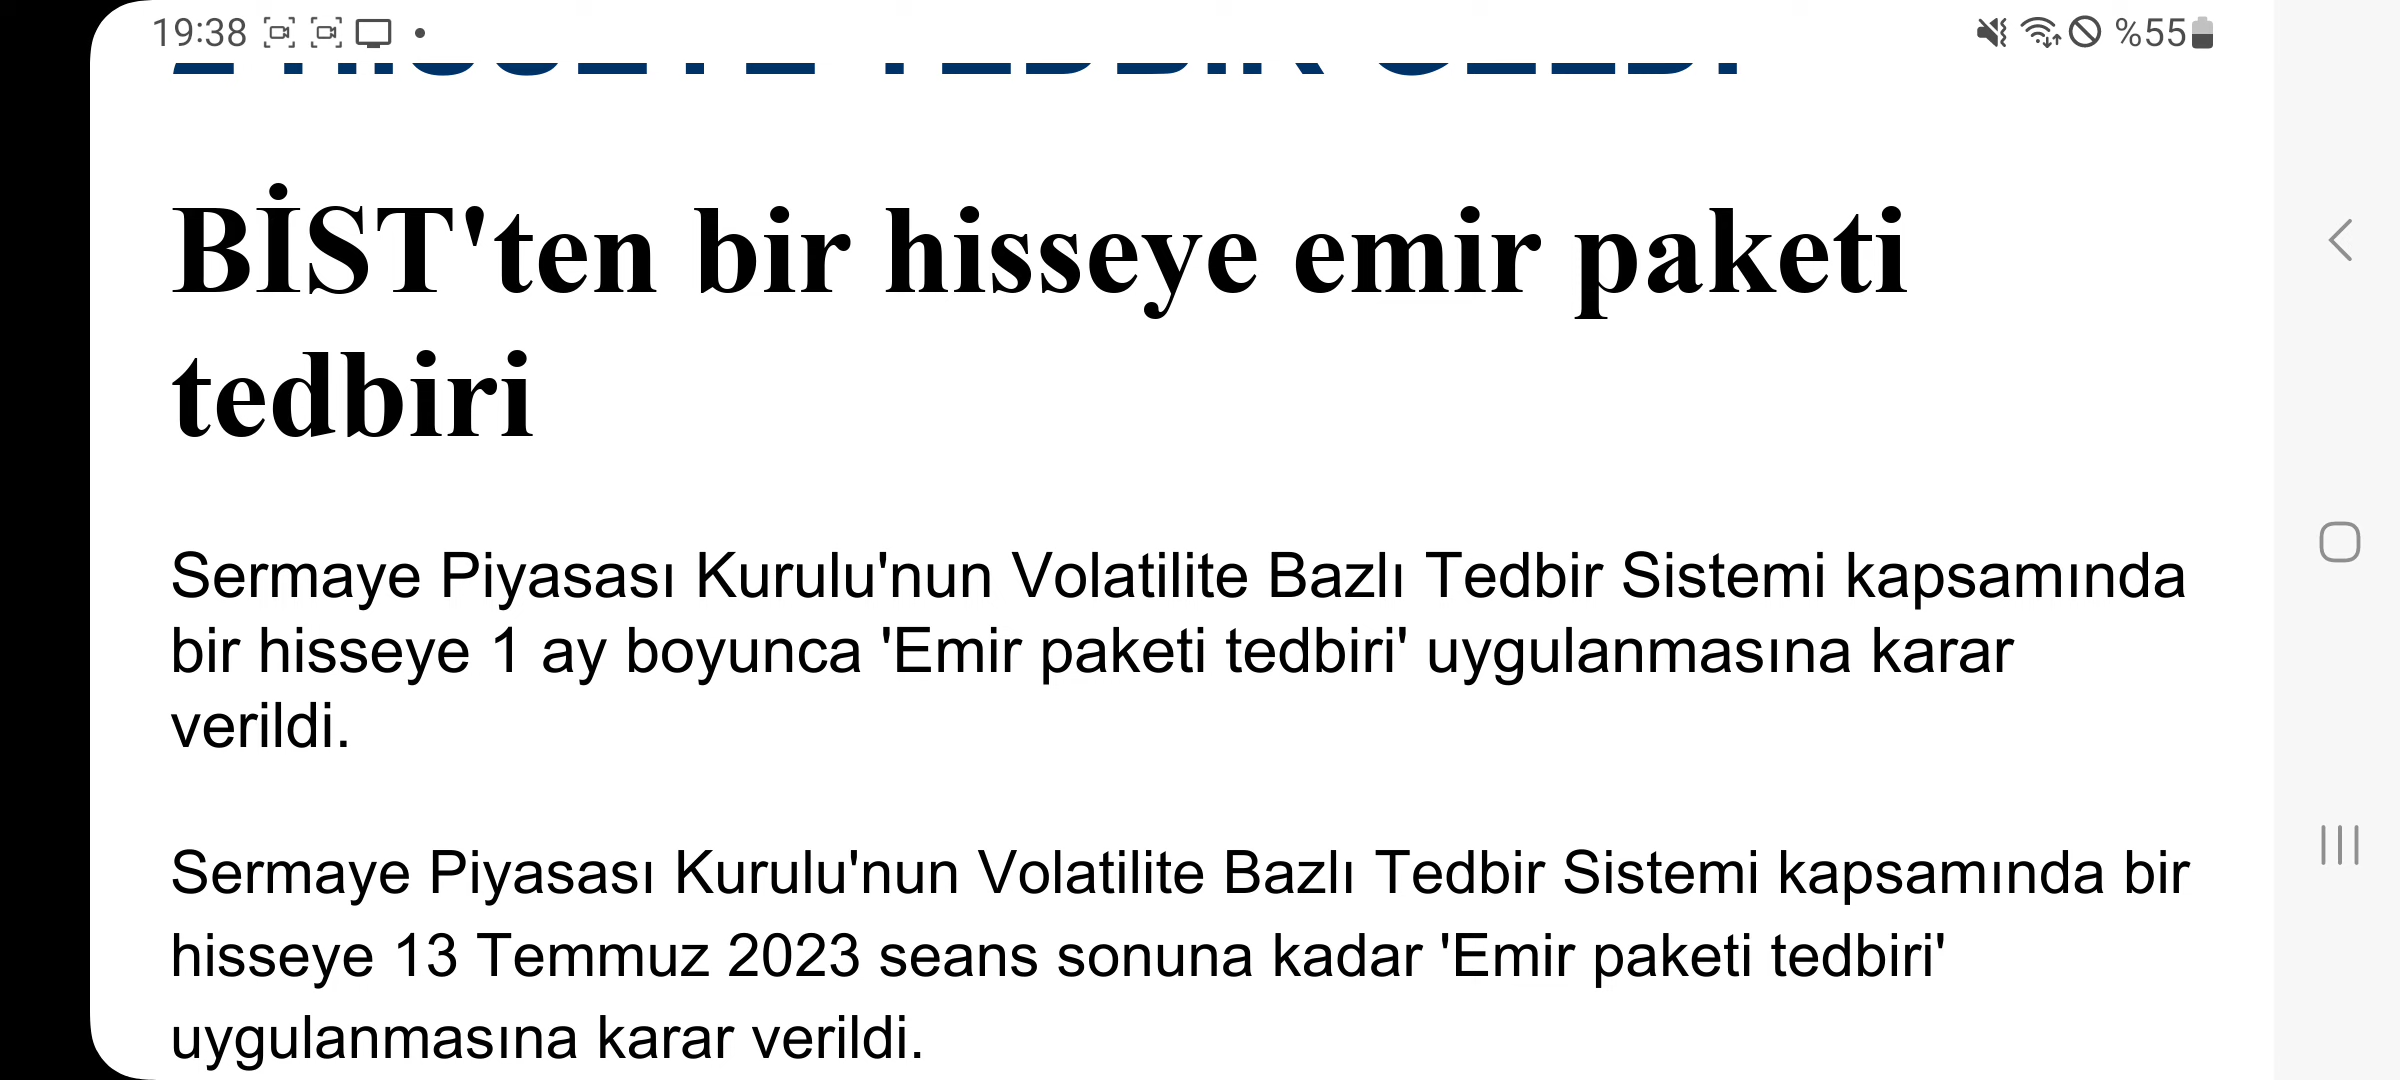 19:38 %55
BİST'ten bir hisseye emir paketi
tedbiri
Sermaye Piyasası Kurulu'nun Volatilite Bazlı Tedbir Sistemi kapsamında
bir hisseye 1 ay boyunca 'Emir paketi tedbiri' uygulanmasına karar
verildi.
Sermaye Piyasası Kurulu'nun Volatilite Bazlı Tedbir Sistemi kapsamında bir
hisseye 13 Temmuz 2023 seans sonuna kadar 'Emir paketi tedbiri'
uygulanmasına karar verildi.